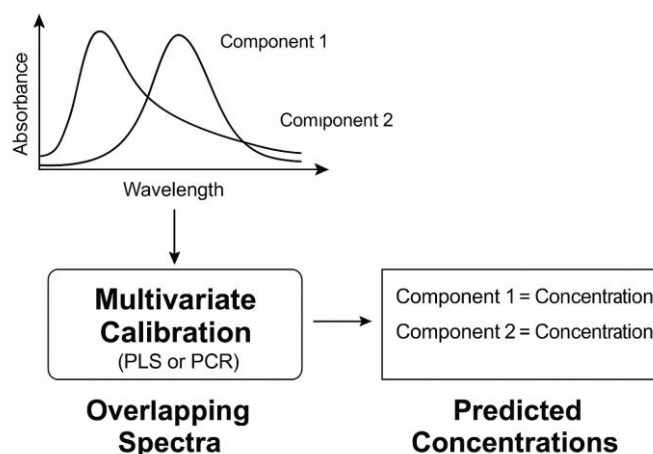 Absorbance
Component 1
Component 2
Wavelength
Multivariate
Calibration
(PLS or PCR)
Component 1 = Concentration
Component 2 = Concentration
Overlapping
Spectra
Predicted
Concentrations